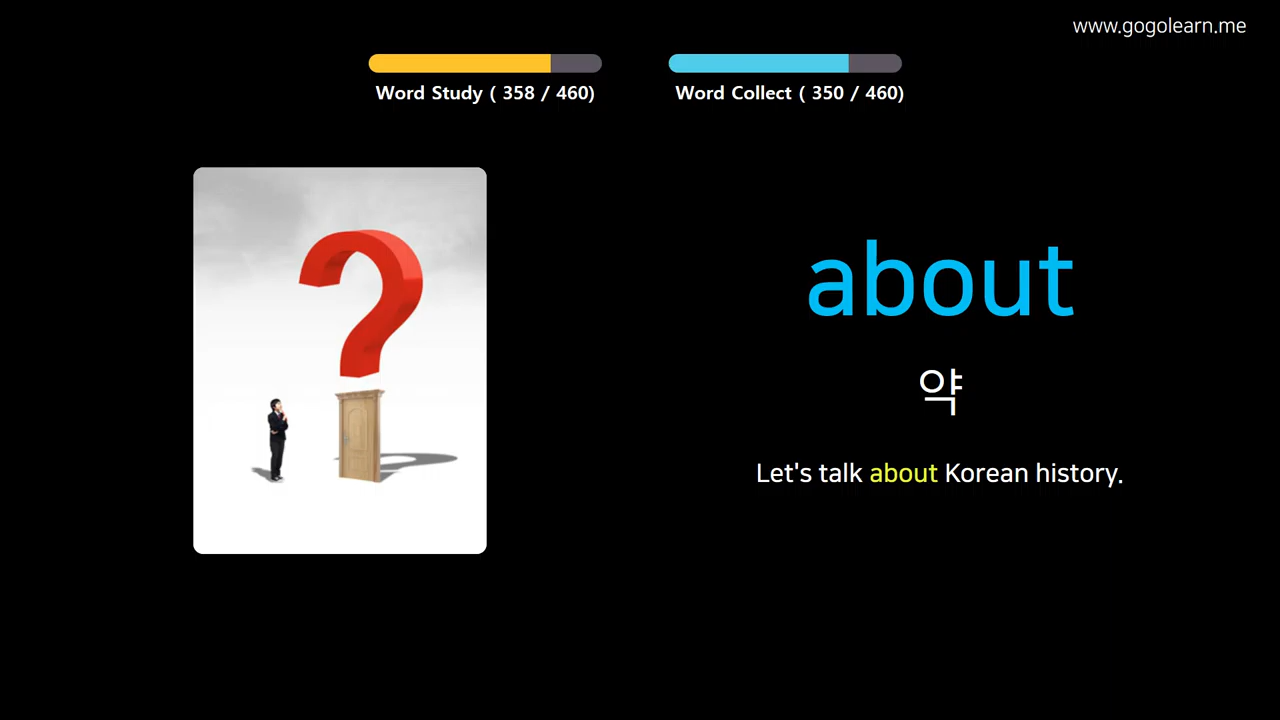 www.gogolearn.me
Word Study ( 358 / 460)
Word Collect ( 350 / 460)
about
약
Let's talk about Korean history.